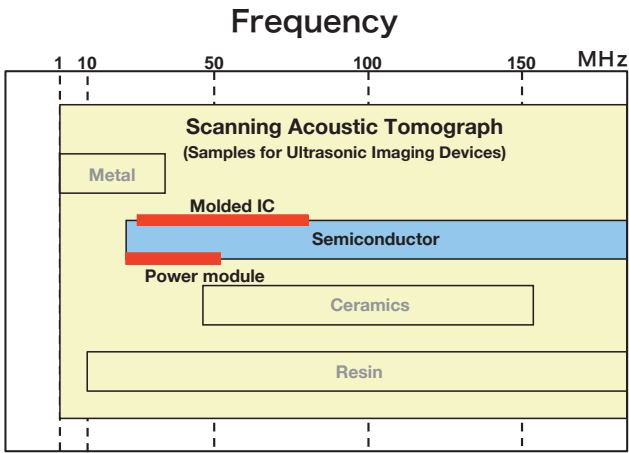 Frequency
1 10 50 100 150 MHz
Scanning Acoustic Tomograph
(Samples for Ultrasonic Imaging Devices)
Metal
Molded IC
Semiconductor
Power module
Ceramics
Resin